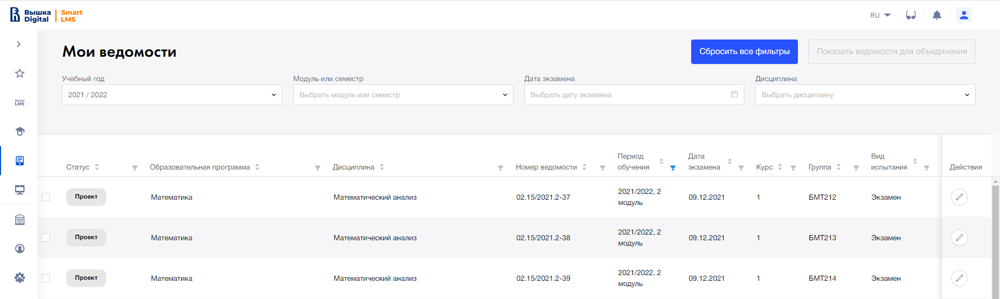 Вышка Digital | Smart LMS
RU
Мои ведомости
Сбросить все фильтры
Показать ведомости для объединения
Учебный год
Модуль или семестр
Дата экзамена
Дисциплина
2021 / 2022
Выбрать модуль или семестр
Выбрать дату экзамена
Выбрать дисциплину
Smart LMS
Статус
Образовательная программа
Дисциплина
Номер ведомости
Период обучения
Дата экзамена
Курс
Группа
Вид испытания
Действия
Проект Математика Математический анализ 02.15/2021.2-37 2021/2022, 2 модуль 09.12.2021 1 БМТ212 Экзамен
Проект Математика Математический анализ 02.15/2021.2-38 2021/2022, 2 модуль 09.12.2021 1 БМТ213 Экзамен
Проект Математика Математический анализ 02.15/2021.2-39 2021/2022, 2 модуль 09.12.2021 1 БМТ214 Экзамен